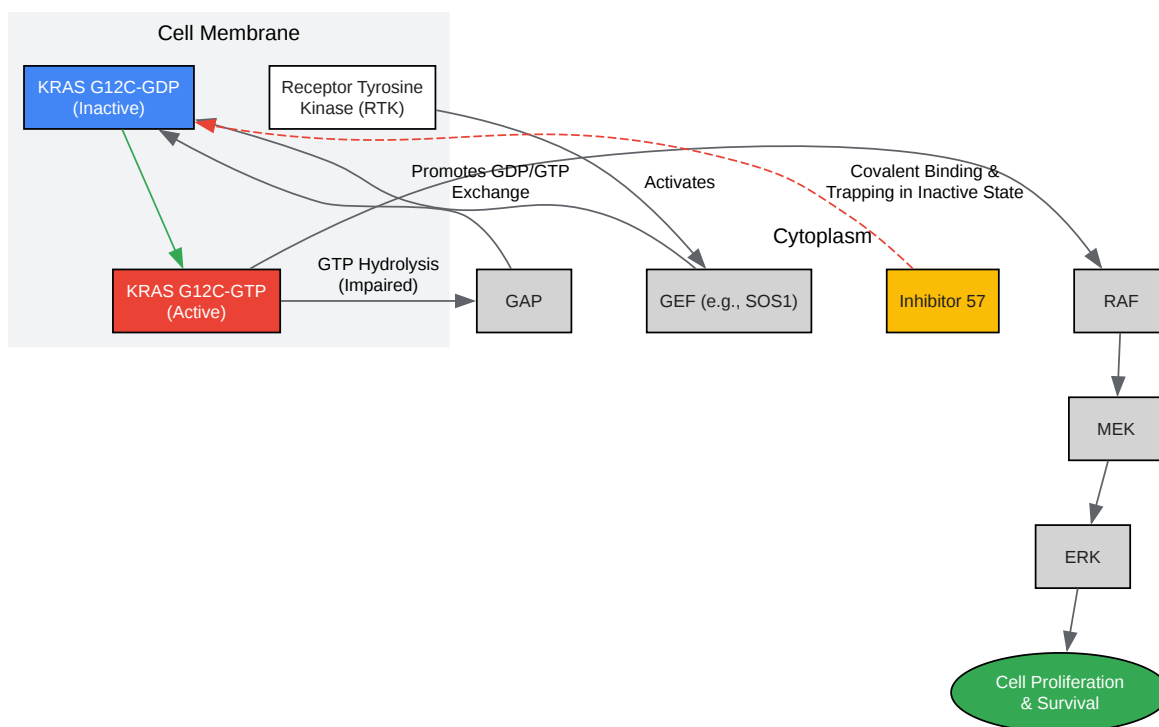 Cell Membrane
KRAS G12C-GDP
(Inactive)
Receptor Tyrosine
Kinase (RTK)
Promotes GDP/GTP
Exchange
Activates
Covalent Binding &
Trapping in Inactive State
Cytoplasm
GTP Hydrolysis
(Impaired)
KRAS G12C-GTP
(Active)
GAP
GEF (e.g., SOS1)
Inhibitor 57
RAF
MEK
ERK
Cell Proliferation
& Survival